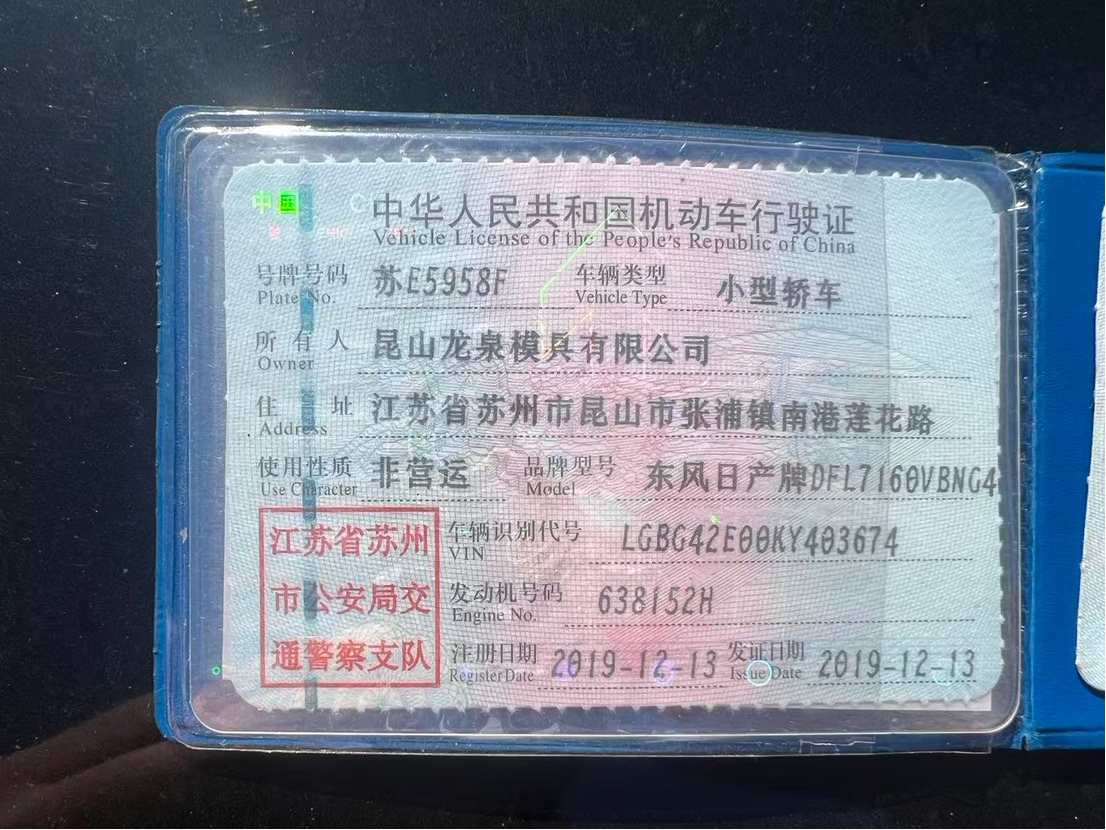 中国
中华人民共和国机动车行驶证
Vehicle License of the People's Republic of China
号牌号码 苏E5958F 车辆类型 小型轿车
Plate No. Vehicle Type
所有人 昆山龙泉模具有限公司
Owner
住址 江苏省苏州市昆山市张浦镇南港莲花路
Address
使用性质 非营运 品牌型号 东风日产牌DFL7160VBNG4
Use Character Model
江苏省苏州
市公安局交
通警察支队
车辆识别代号 LGBG42E00KY403674
VIN
发动机号码 638152H
Engine No.
注册日期 2019-12-13 发证日期 2019-12-13
Register Date Issue Date